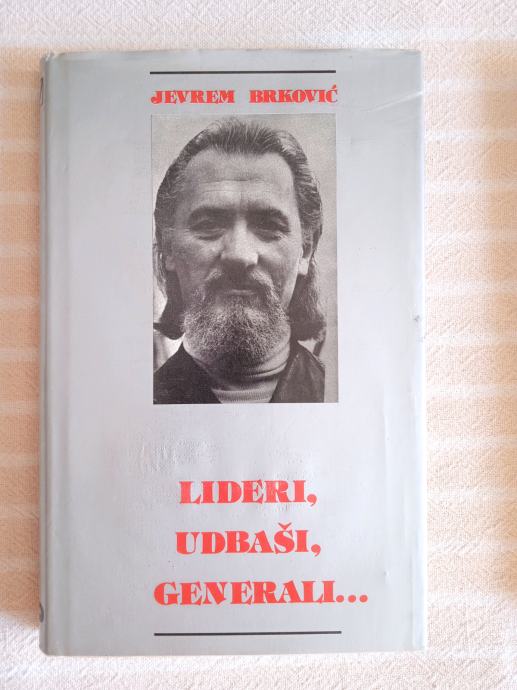 JEVREM BRKOVIĆ
LIDERI,
UDBAŠI,
GENERALI...